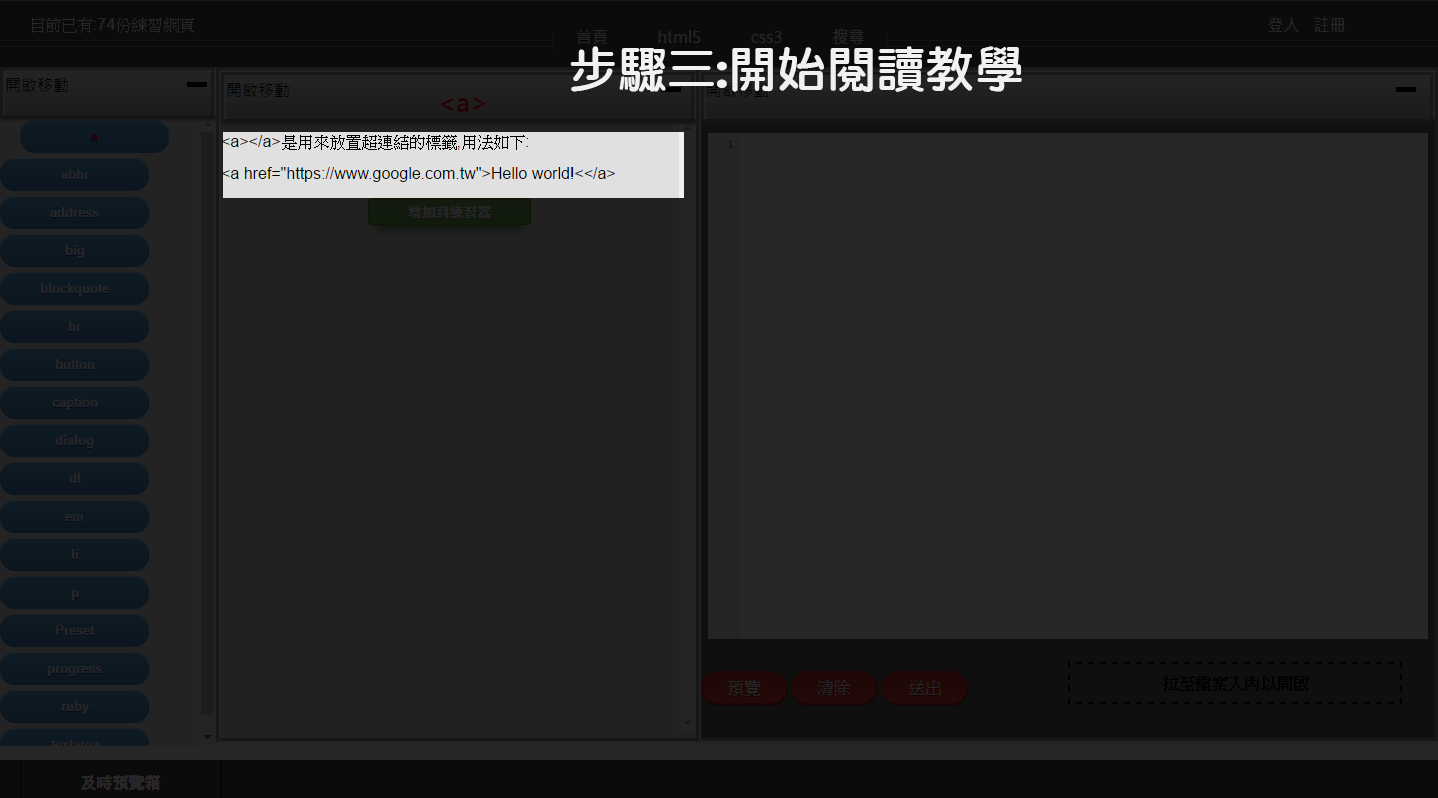 目前已有:74份練習網頁
登入 註冊
首頁 html5 css3 搜尋
步驟三:開始閱讀教學
開啟移動
開啟移動
<a>
開啟移動
a
abbr
address
big
blockquote
br
button
caption
dialog
dl
em
li
p
Preset
progress
ruby
textarea
<a></a>是用來放置超連結的標籤,用法如下:
<a href="https://www.google.com.tw">Hello world!<</a>
增加到練習器
1
預覽 清除 送出
拉至檔案入內以開啟
及時預覽箱